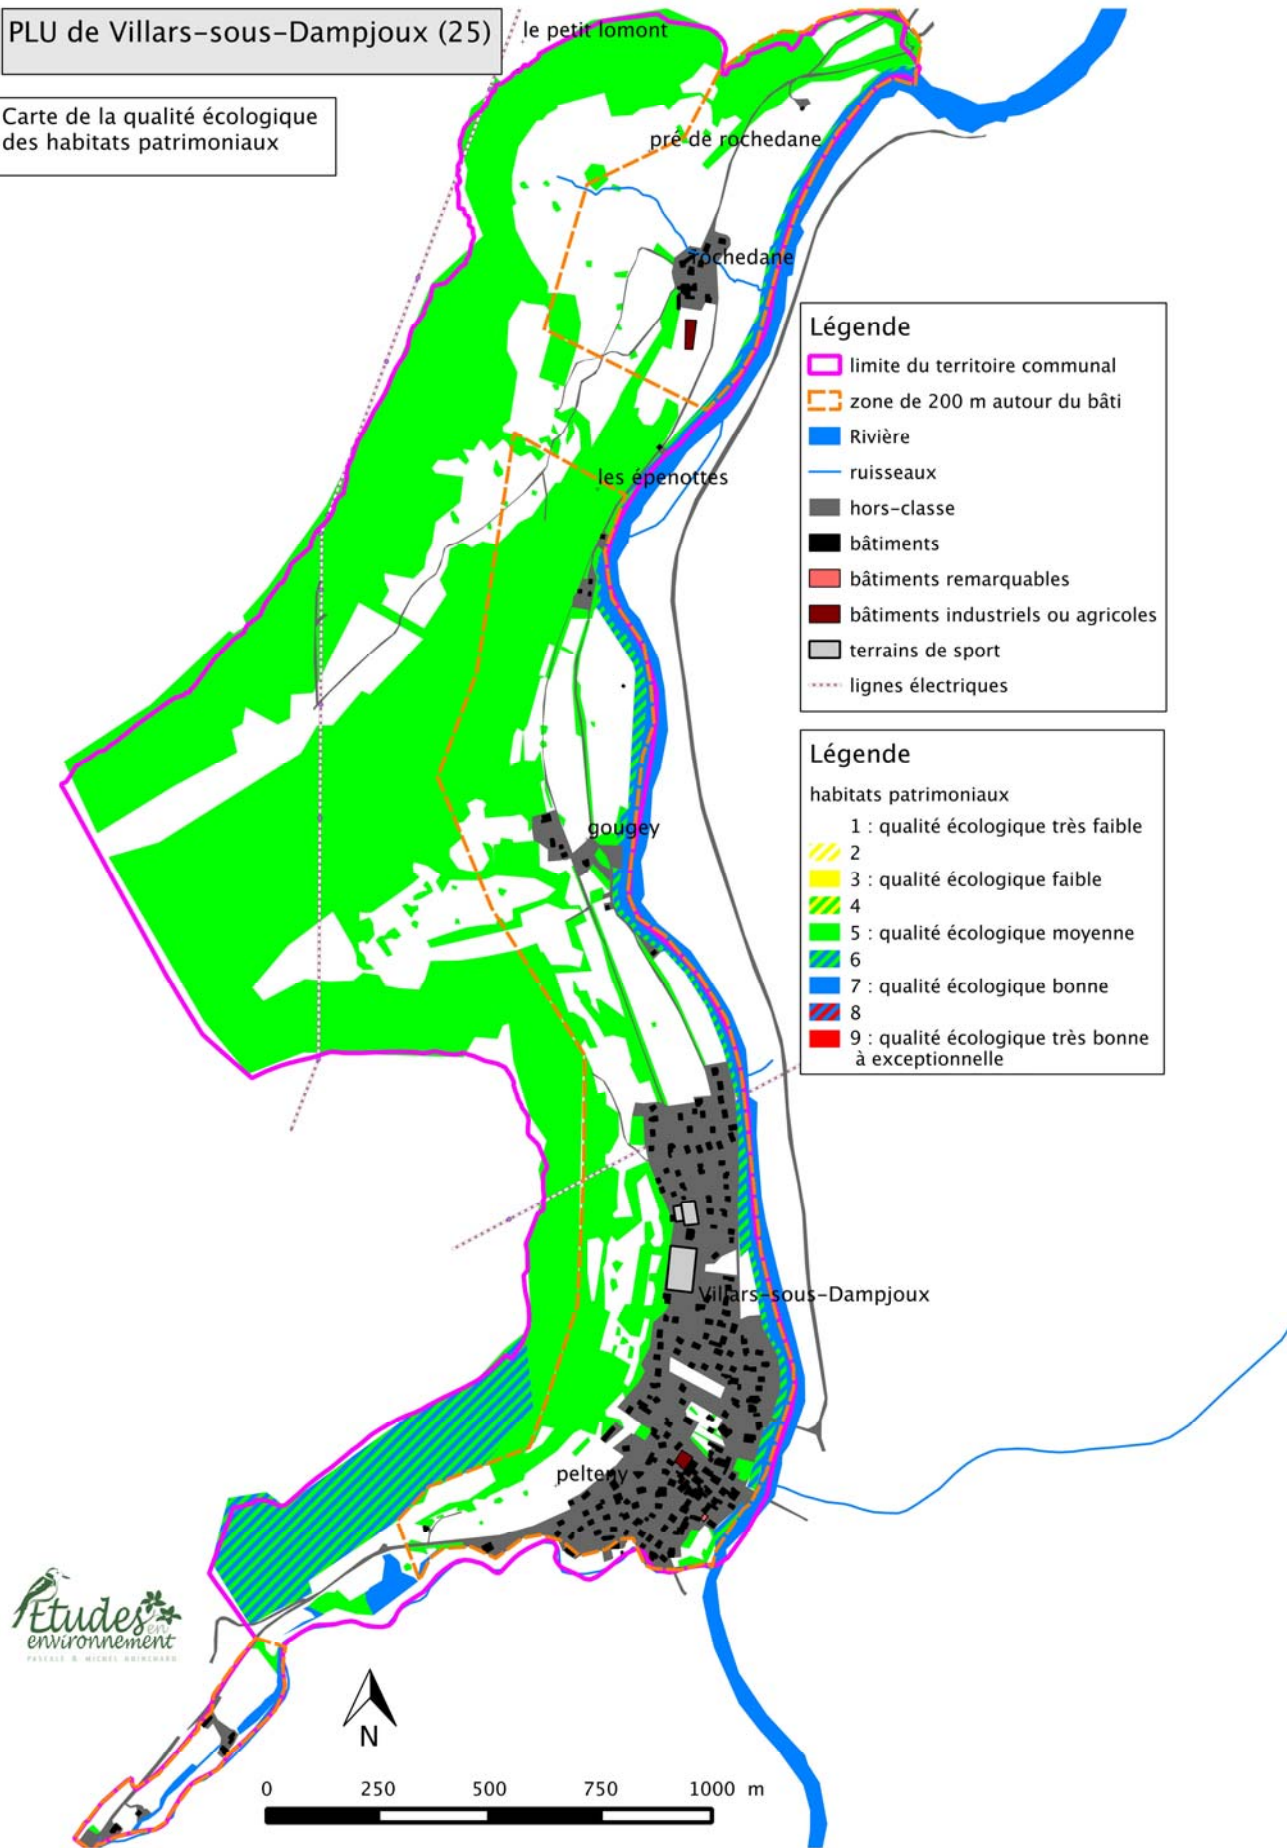 PLU de Villars-sous-Dampjoux (25)
le petit lomont
Carte de la qualité écologique
des habitats patrimoniaux
pré de rochedane
rochedane
Légende
limite du territoire communal
zone de 200 m autour du bâti
Rivière
ruisseaux
hors-classe
bâtiments
bâtiments remarquables
bâtiments industriels ou agricoles
terrains de sport
lignes électriques
les épenottes
Légende
habitats patrimoniaux
1 : qualité écologique très faible
2
3 : qualité écologique faible
4
5 : qualité écologique moyenne
6
7 : qualité écologique bonne
8
9 : qualité écologique très bonne
à exceptionnelle
gougey
Villars-sous-Dampjoux
pelteny
Etudes en
environnement
N
0 250 500 750 1000 m